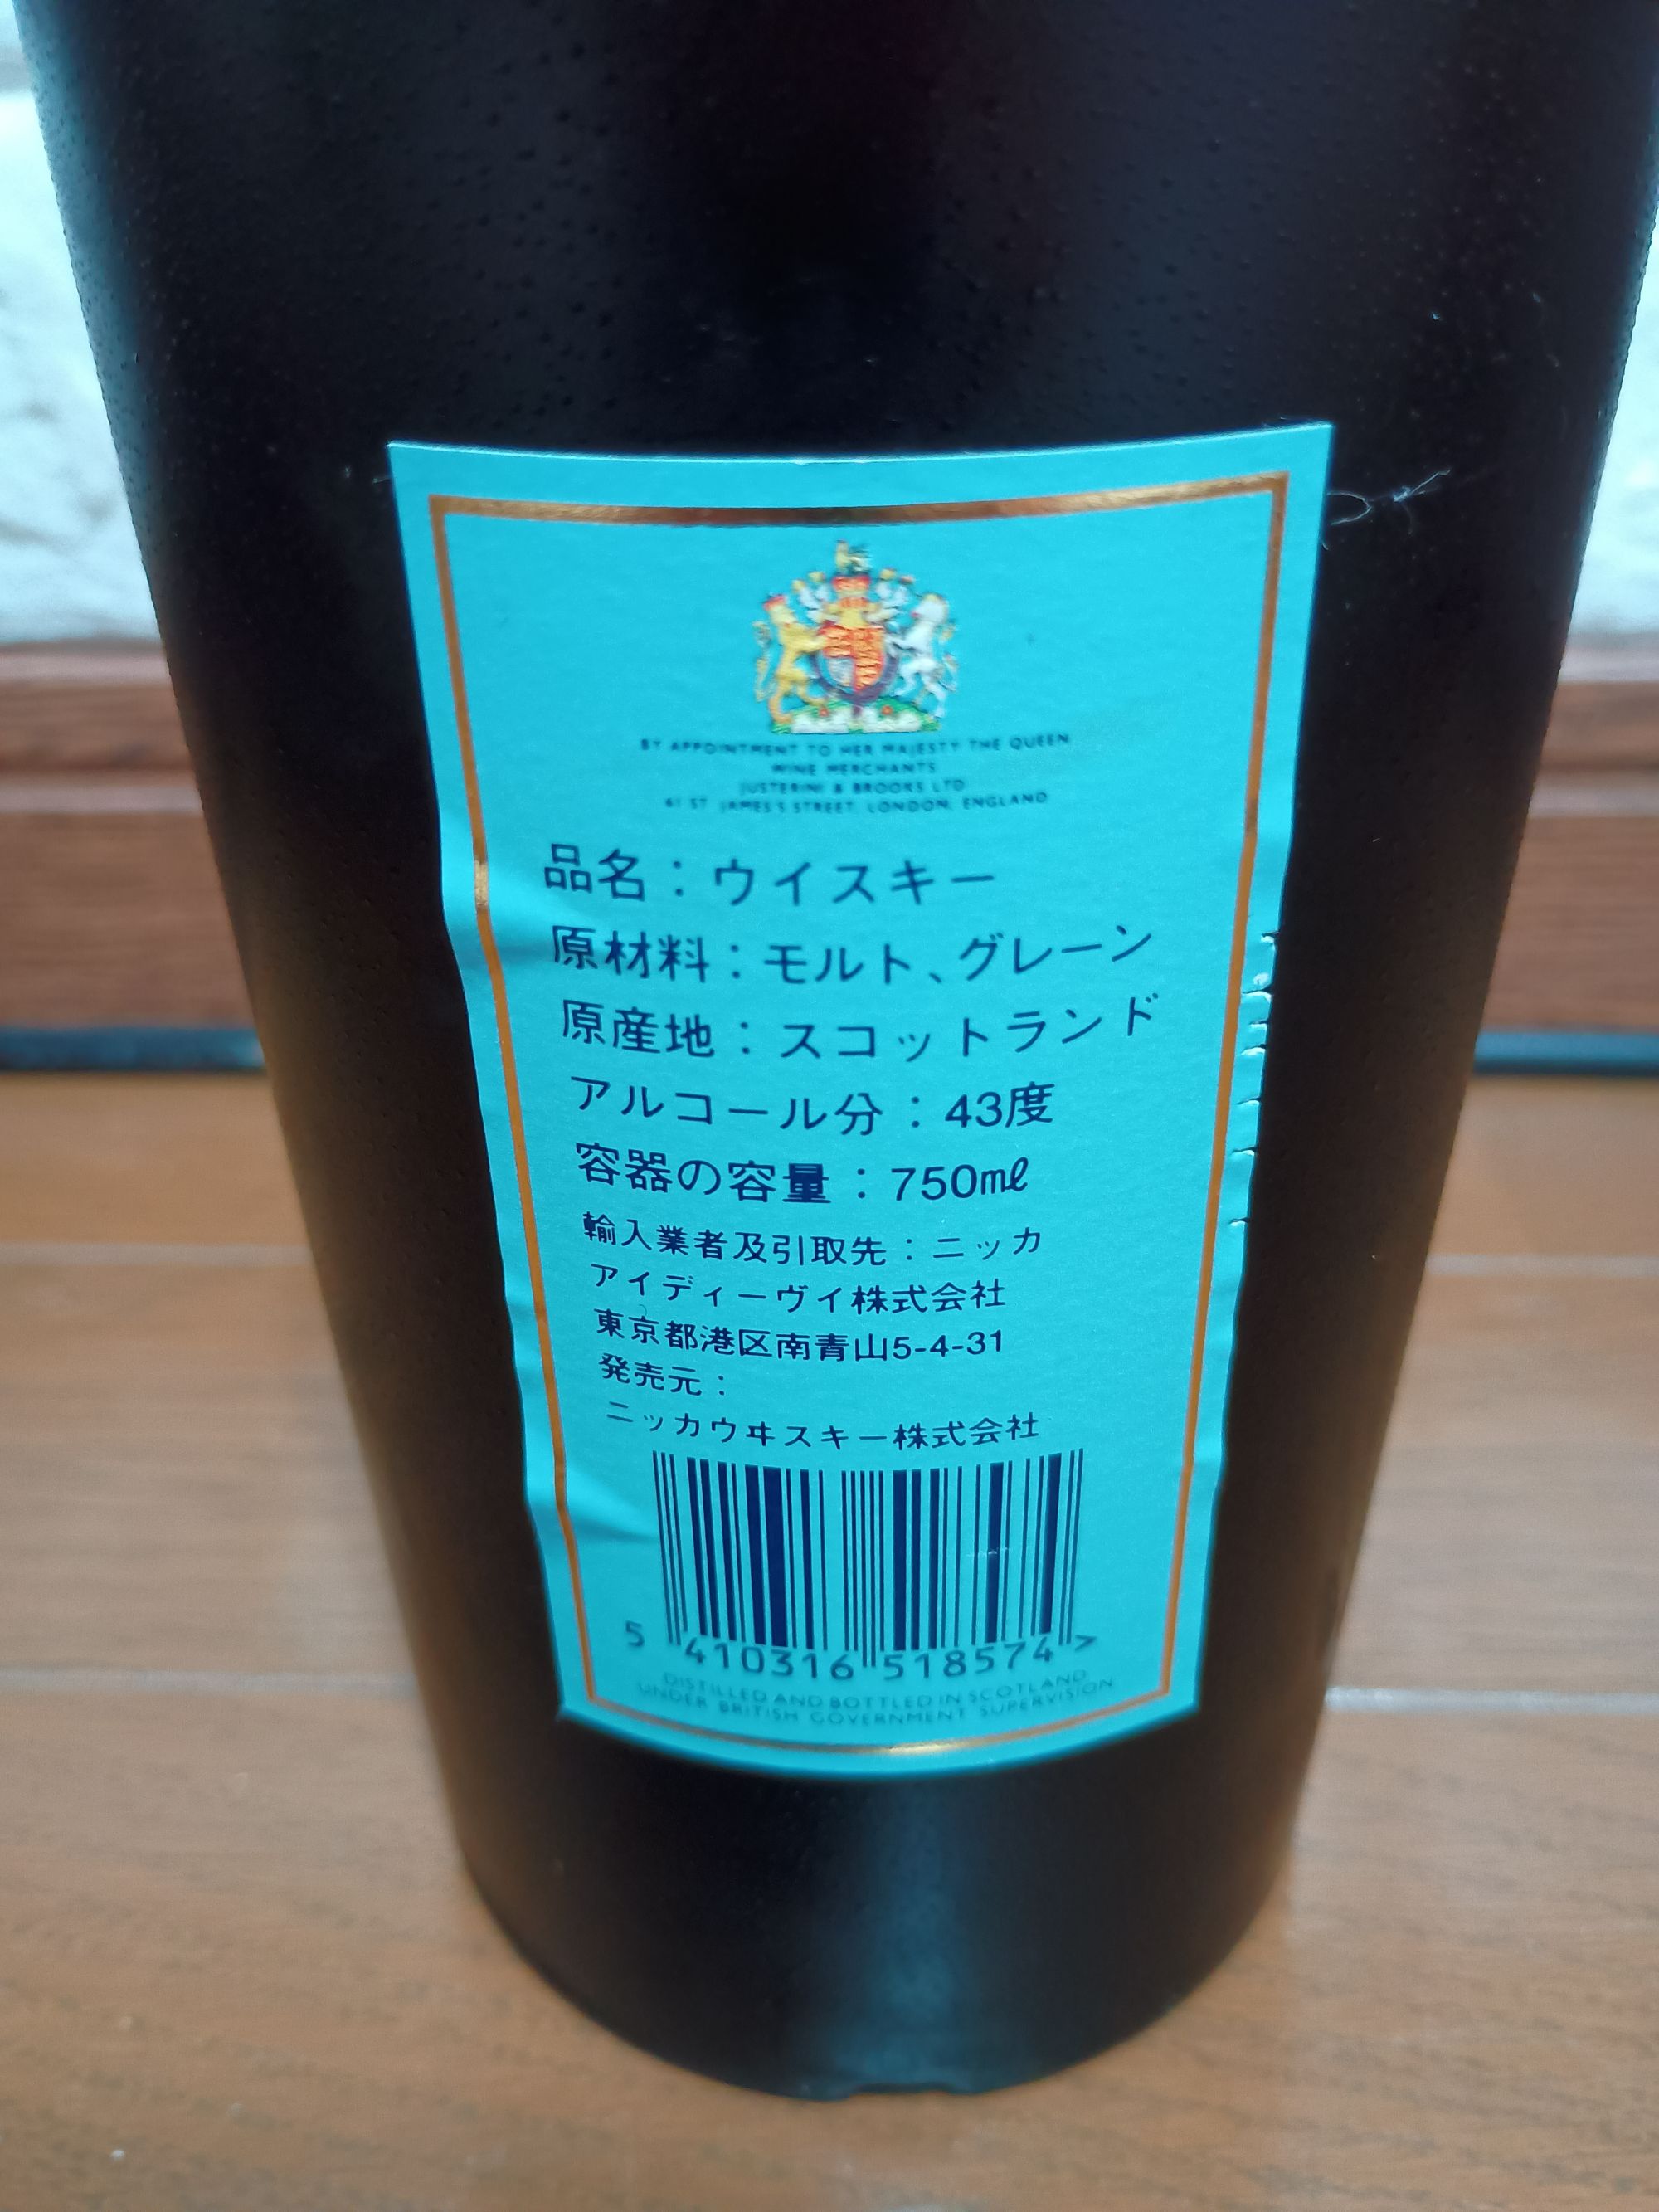 BY APPOINTMENT TO HER MAJESTY THE QUEEN
WINE MERCHANTS
JUSTERINI & BROOKS LTD
61 ST. JAMES'S STREET, LONDON, ENGLAND
品名：ウイスキー
原材料：モルト、グレーン
原産地：スコットランド
アルコール分：43度
容器の容量：750㎖
輸入業者及引取先：ニッカ
アイディーヴイ株式会社
東京都港区南青山5-4-31
発売元：
ニッカウヰスキー株式会社
5 410316 518574 >
DISTILLED AND BOTTLED IN SCOTLAND
UNDER BRITISH GOVERNMENT SUPERVISION